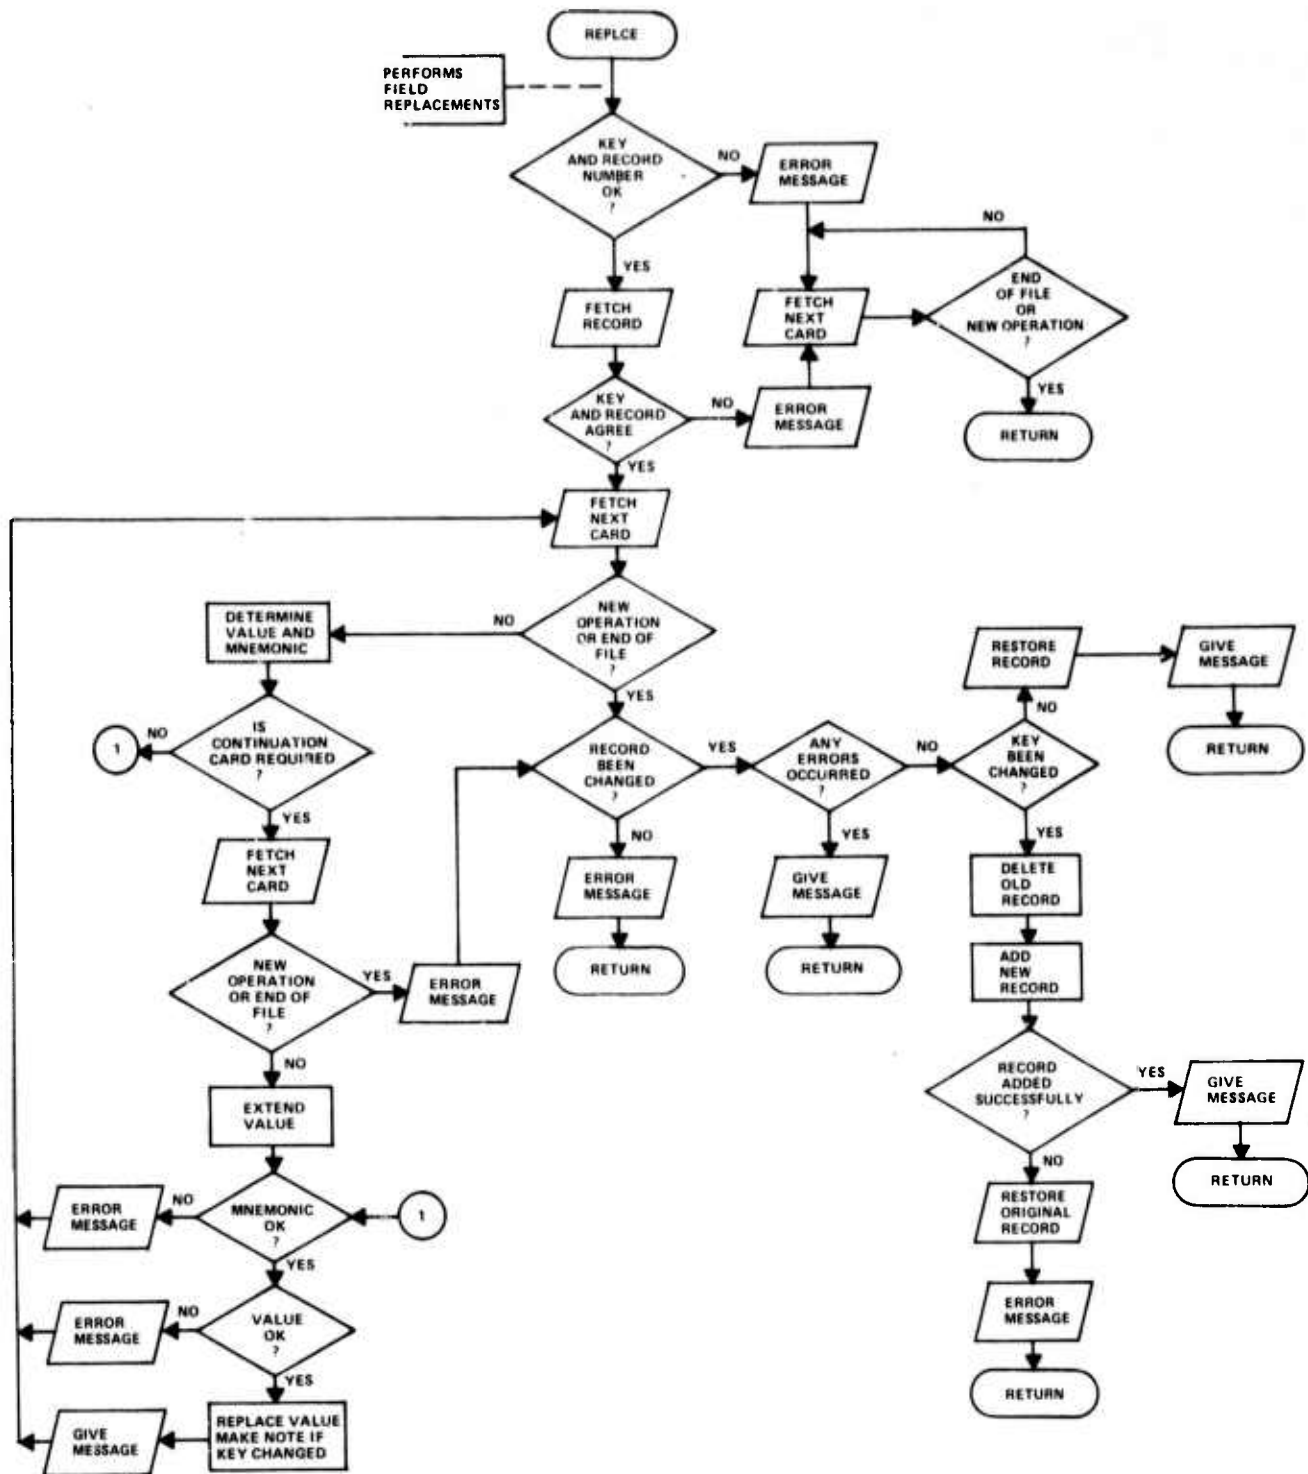 REPLCE
PERFORMS
FIELD
REPLACEMENTS
KEY
AND RECORD
NUMBER
OK
?
NO
ERROR
MESSAGE
NO
YES
END
OF FILE
OR
NEW OPERATION
?
FETCH
RECORD
FETCH
NEXT
CARD
YES
KEY
AND RECORD
AGREE
?
NO
ERROR
MESSAGE
RETURN
YES
FETCH
NEXT
CARD
NEW
OPERATION
OR END OF
FILE
?
NO
DETERMINE
VALUE AND
MNEMONIC
YES
RESTORE
RECORD
GIVE
MESSAGE
NO
RETURN
1
NO
IS
CONTINUATION
CARD REQUIRED
?
YES
RECORD
BEEN
CHANGED
?
YES
ANY
ERRORS
OCCURRED
?
NO
KEY
BEEN
CHANGED
?
NO
YES
YES
FETCH
NEXT
CARD
ERROR
MESSAGE
GIVE
MESSAGE
DELETE
OLD
RECORD
RETURN
RETURN
ADD
NEW
RECORD
NEW
OPERATION
OR END OF
FILE
?
YES
ERROR
MESSAGE
NO
RECORD
ADDED
SUCCESSFULLY
?
YES
GIVE
MESSAGE
RETURN
EXTEND
VALUE
NO
RESTORE
ORIGINAL
RECORD
ERROR
MESSAGE
NO
MNEMONIC
OK
?
1
YES
ERROR
MESSAGE
ERROR
MESSAGE
NO
VALUE
OK
?
YES
RETURN
GIVE
MESSAGE
REPLACE VALUE
MAKE NOTE IF
KEY CHANGED